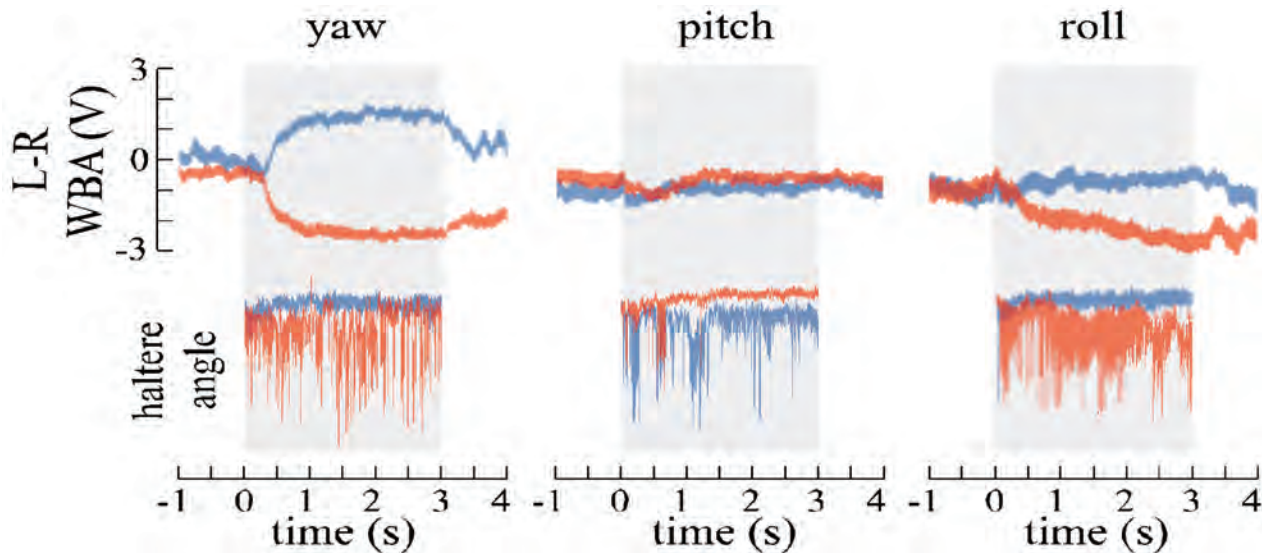 yaw pitch roll
3
0
-3
L-R
WBA (V)
haltere
angle
-1 0 1 2 3 4 -1 0 1 2 3 4 -1 0 1 2 3 4
time (s) time (s) time (s)